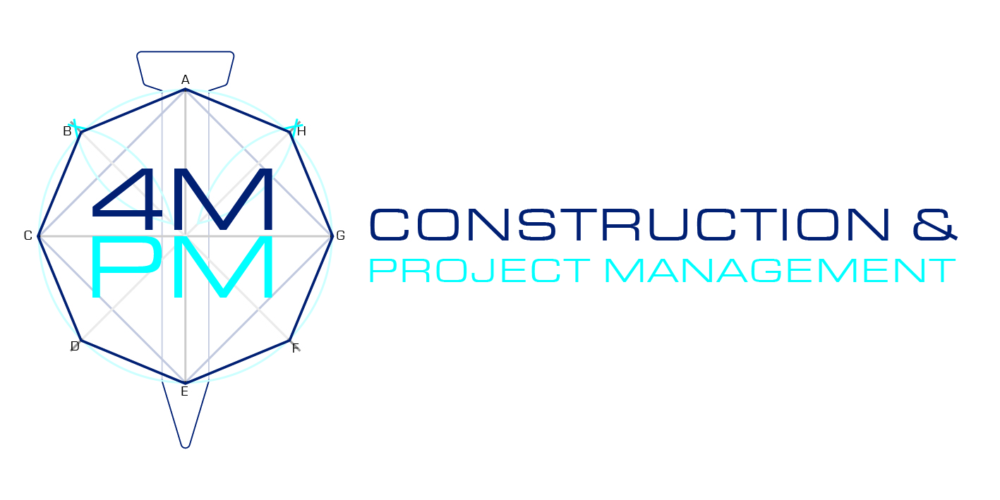 A
B
H
4M
C
G
PM
D
F
E
CONSTRUCTION &
PROJECT MANAGEMENT